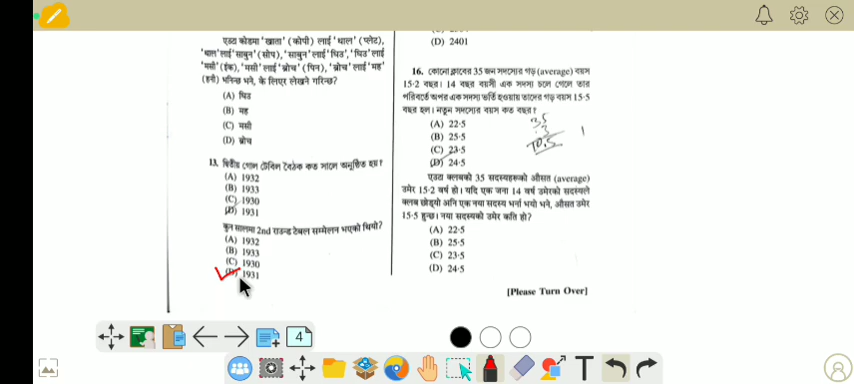 एउटा कोडमा 'खाता' (कोपी) लाई 'थाल' (प्लेट),
'थाल' लाई 'साबुन' (सोप), 'साबुन' लाई 'घिउ', 'घिउ' लाई
'मसी' (इंक), 'मसी' लाई 'ब्रोच' (पिन), 'ब्रोच' लाई 'मह'
(हनी) भनिन्छ भने, के लिएर लेख्ने गरिन्छ?
(A) घिउ
(B) मह
(C) मसी
(D) ब्रोच
13. द्वितीय गोल टेबिल बैठक कत साले अनुष्ठित हय?
(A) 1932
(B) 1933
(C) 1930
(D) 1931
कुन सालमा 2nd राउन्ड टेबल सम्मेलन भएको थियो?
(A) 1932
(B) 1933
(C) 1930
(D) 1931
(D) 2401
16. কোনো ক্লাবের 35 জন সদস্যের গড় (average) বয়স
15·2 বছর। 14 বছর বয়সী এক সদস্য চলে গেলে তার
পরিবর্তে অপর এক সদস্য ভর্তি হওয়ায় তাদের গড় বয়স 15·5
বছর হল। নতুন সদস্যের বয়স কত বছর?
(A) 22·5
(B) 25·5
(C) 23·5
(D) 24·5
35
·3
10.5
एउटा क्लबको 35 सदस्यहरूको औसत (average)
उमेर 15·2 वर्ष हो। यदि एक जना 14 वर्ष उमेरको सदस्यले
क्लब छोड्यो अनि एक नया सदस्य भर्ना भयो भने, औसत उमेर
15·5 हुन्छ। नया सदस्यको उमेर कति हो?
(A) 22·5
(B) 25·5
(C) 23·5
(D) 24·5
[Please Turn Over]
4